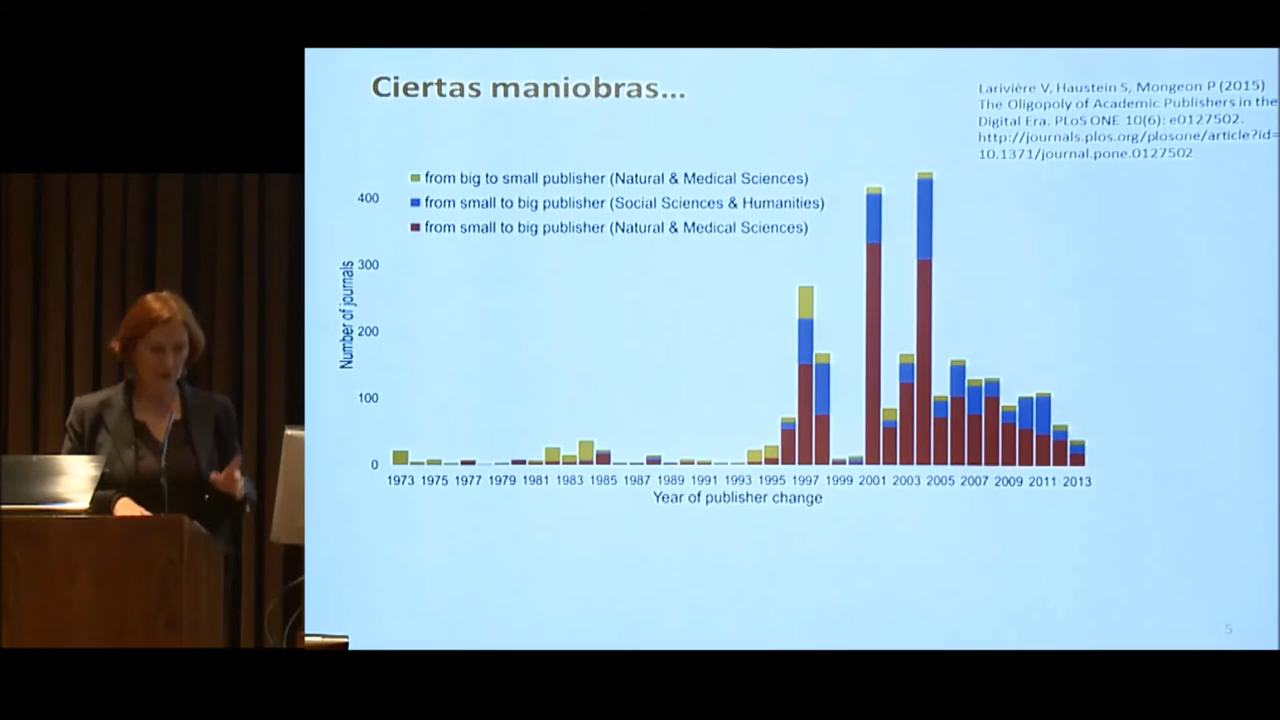 Ciertas maniobras...
Larivière V, Haustein S, Mongeon P (2015)
The Oligopoly of Academic Publishers in the
Digital Era. PLoS ONE 10(6): e0127502.
http://journals.plos.org/plosone/article?id=
10.1371/journal.pone.0127502
from big to small publisher (Natural & Medical Sciences)
from small to big publisher (Social Sciences & Humanities)
from small to big publisher (Natural & Medical Sciences)
Number of journals
400
300
200
100
0
1973 1975 1977 1979 1981 1983 1985 1987 1989 1991 1993 1995 1997 1999 2001 2003 2005 2007 2009 2011 2013
Year of publisher change
5